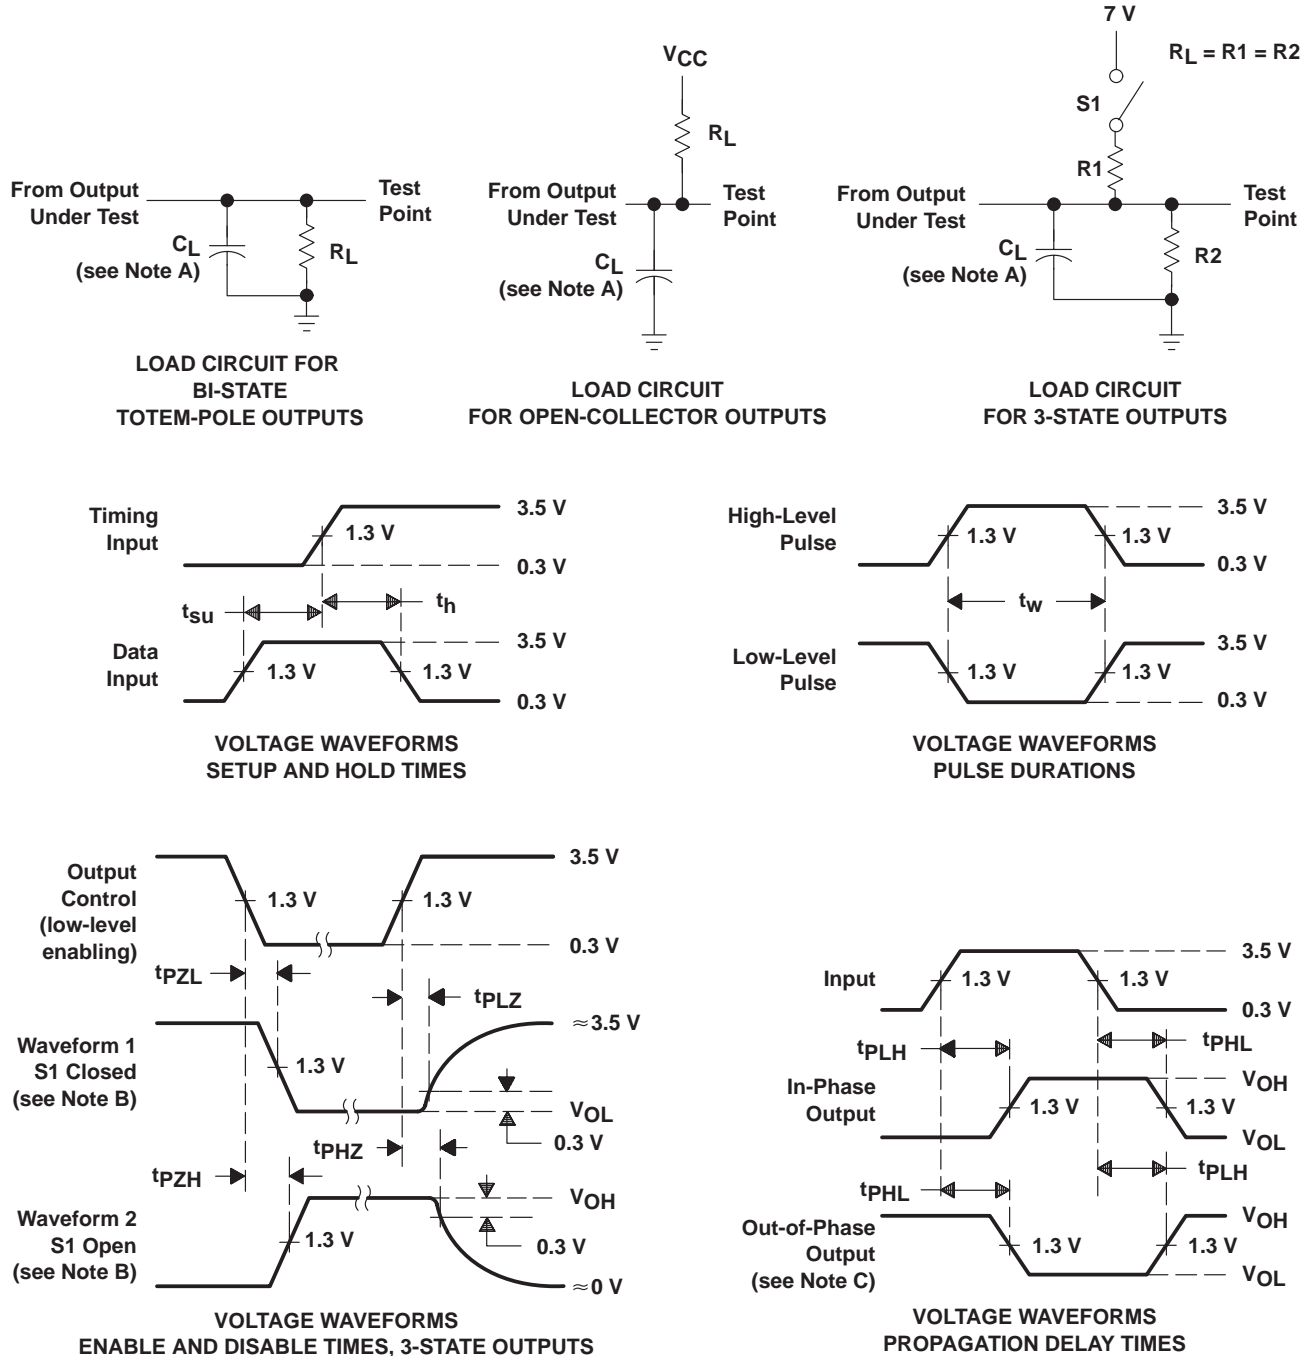 From Output
Under Test
Test
Point
CL
(see Note A)
RL
LOAD CIRCUIT FOR
BI-STATE
TOTEM-POLE OUTPUTS
VCC
RL
From Output
Under Test
Test
Point
CL
(see Note A)
LOAD CIRCUIT
FOR OPEN-COLLECTOR OUTPUTS
7 V
RL = R1 = R2
S1
R1
From Output
Under Test
Test
Point
CL
(see Note A)
R2
LOAD CIRCUIT
FOR 3-STATE OUTPUTS
Timing
Input
1.3 V
3.5 V
0.3 V
tsu
th
Data
Input
1.3 V
1.3 V
3.5 V
0.3 V
VOLTAGE WAVEFORMS
SETUP AND HOLD TIMES
High-Level
Pulse
1.3 V
1.3 V
3.5 V
0.3 V
tw
Low-Level
Pulse
1.3 V
1.3 V
3.5 V
0.3 V
VOLTAGE WAVEFORMS
PULSE DURATIONS
Output
Control
(low-level
enabling)
1.3 V
1.3 V
3.5 V
0.3 V
tPZL
tPLZ
Waveform 1
S1 Closed
(see Note B)
1.3 V
≈3.5 V
VOL
0.3 V
tPHZ
tPZH
Waveform 2
S1 Open
(see Note B)
1.3 V
VOH
0.3 V
≈0 V
VOLTAGE WAVEFORMS
ENABLE AND DISABLE TIMES, 3-STATE OUTPUTS
Input
1.3 V
1.3 V
3.5 V
0.3 V
tPLH
tPHL
In-Phase
Output
1.3 V
1.3 V
VOH
VOL
tPHL
tPLH
Out-of-Phase
Output
(see Note C)
1.3 V
1.3 V
VOH
VOL
VOLTAGE WAVEFORMS
PROPAGATION DELAY TIMES